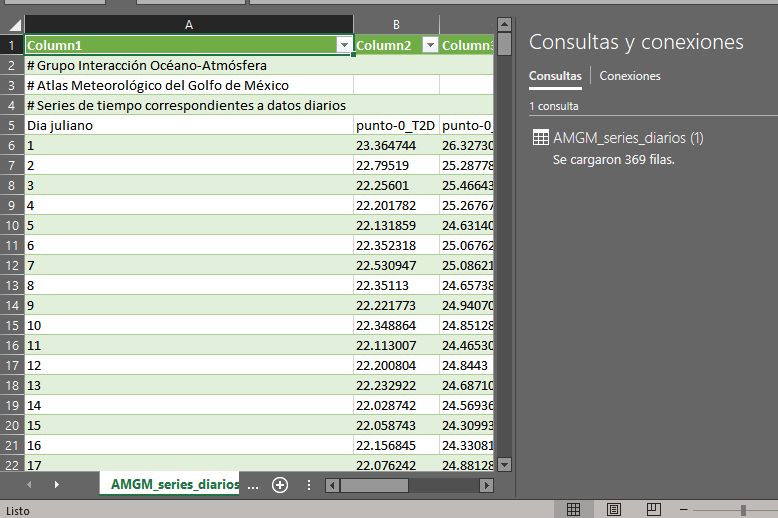 A B
1 Column1 Column2 Column3
2 # Grupo Interacción Océano-Atmósfera
3 # Atlas Meteorológico del Golfo de México
4 # Series de tiempo correspondientes a datos diarios
5 Dia juliano punto-0_T2D punto-0_
6 1 23.364744 26.32730
7 2 22.79519 25.28778
8 3 22.25601 25.46643
9 4 22.201782 25.26767
10 5 22.131859 24.63140
11 6 22.352318 25.06762
12 7 22.530947 25.08621
13 8 22.35113 24.65738
14 9 22.221773 24.94070
15 10 22.348864 24.85128
16 11 22.113007 24.46530
17 12 22.200804 24.8443
18 13 22.232922 24.68710
19 14 22.028742 24.56936
20 15 22.058743 24.30993
21 16 22.156845 24.33081
22 17 22.076242 24.88128
AMGM_series_diarios ...
Listo
Consultas y conexiones
Consultas Conexiones
1 consulta
AMGM_series_diarios (1)
Se cargaron 369 filas.